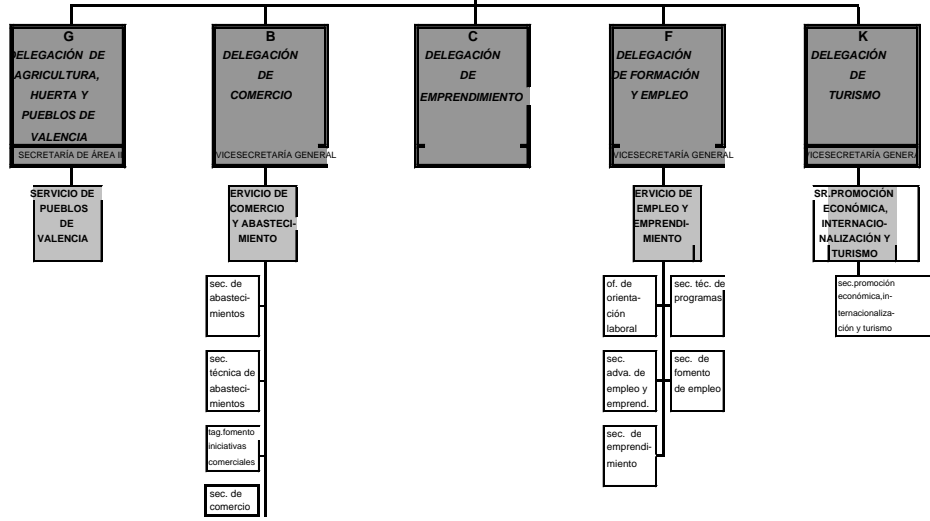 G
DELEGACIÓN DE
AGRICULTURA,
HUERTA Y
PUEBLOS DE
VALENCIA
SECRETARÍA DE ÁREA II
SERVICIO DE
PUEBLOS
DE
VALENCIA
B
DELEGACIÓN
DE
COMERCIO
VICESECRETARÍA GENERAL
ERVICIO DE
COMERCIO
Y ABASTECI-
MIENTO
sec. de
abasteci-
mientos
sec.
técnica de
abasteci-
mientos
tag.fomento
iniciativas
comerciales
sec. de
comercio
C
DELEGACIÓN
DE
EMPRENDIMIENTO
F
DELEGACIÓN
DE FORMACIÓN
Y EMPLEO
VICESECRETARÍA GENERAL
ERVICIO DE
EMPLEO Y
EMPRENDI-
MIENTO
of. de
orienta-
ción
laboral
sec. téc. de
programas
sec.
adva. de
empleo y
emprend.
sec. de
fomento
de empleo
sec. de
emprendi-
miento
K
DELEGACIÓN
DE
TURISMO
VICESECRETARÍA GENERA
SR.PROMOCIÓN
ECONÓMICA,
INTERNACIO-
NALIZACIÓN Y
TURISMO
sec.promoción
económica,in-
ternacionaliza-
ción y turismo